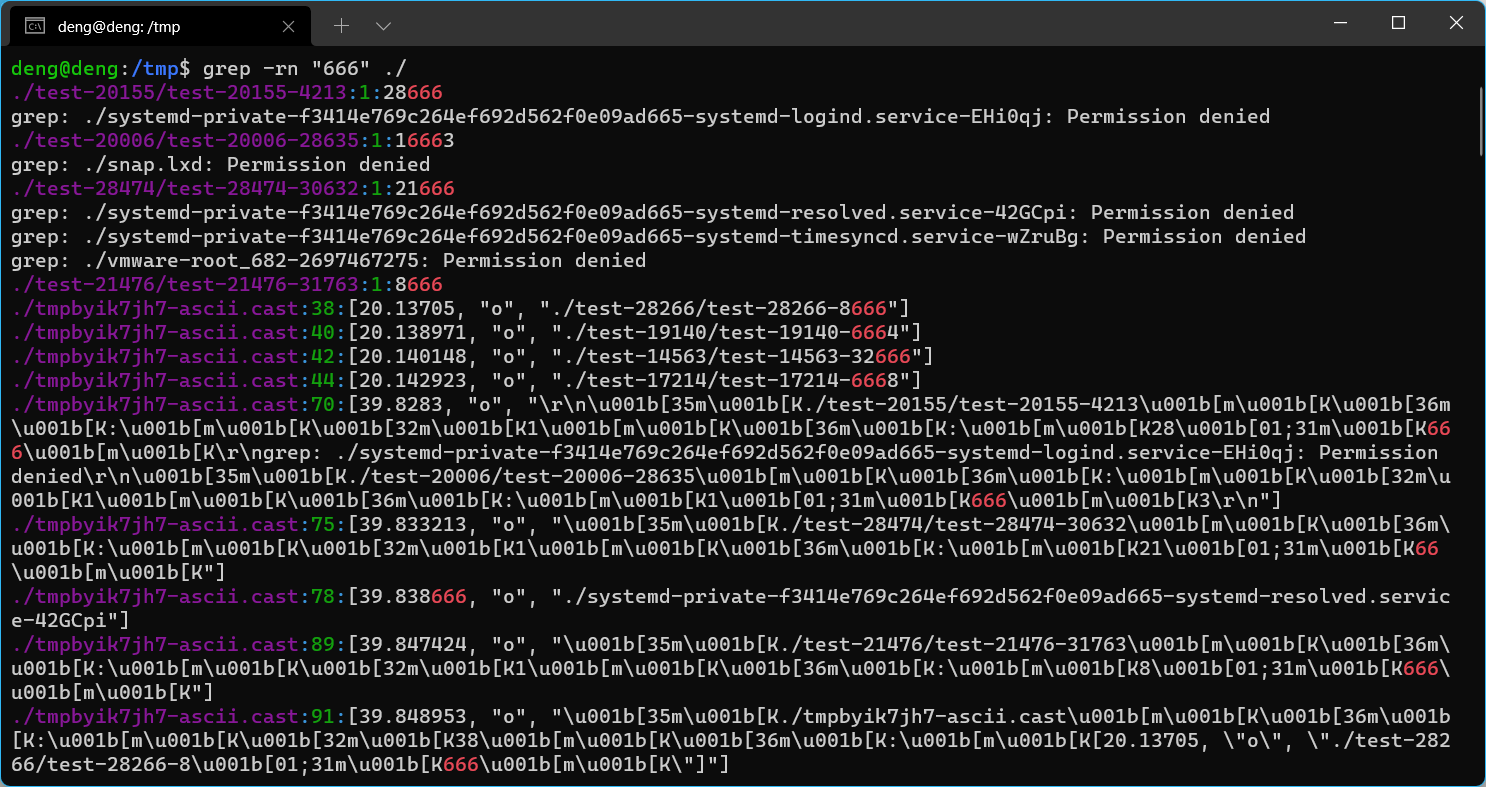 deng@deng: /tmp
deng@deng:/tmp$ grep -rn "666" ./
./test-20155/test-20155-4213:1:28666
grep: ./systemd-private-f3414e769c264ef692d562f0e09ad665-systemd-logind.service-EHi0qj: Permission denied
./test-20006/test-20006-28635:1:16663
grep: ./snap.lxd: Permission denied
./test-28474/test-28474-30632:1:21666
grep: ./systemd-private-f3414e769c264ef692d562f0e09ad665-systemd-resolved.service-42GCpi: Permission denied
grep: ./systemd-private-f3414e769c264ef692d562f0e09ad665-systemd-timesyncd.service-wZruBg: Permission denied
grep: ./vmware-root_682-2697467275: Permission denied
./test-21476/test-21476-31763:1:8666
./tmpbyik7jh7-ascii.cast:38:[20.13705, "o", "./test-28266/test-28266-8666"]
./tmpbyik7jh7-ascii.cast:40:[20.138971, "o", "./test-19140/test-19140-6664"]
./tmpbyik7jh7-ascii.cast:42:[20.140148, "o", "./test-14563/test-14563-32666"]
./tmpbyik7jh7-ascii.cast:44:[20.142923, "o", "./test-17214/test-17214-6668"]
./tmpbyik7jh7-ascii.cast:70:[39.8283, "o", "\r\n\u001b[35m\u001b[K./test-20155/test-20155-4213\u001b[m\u001b[K\u001b[36m
\u001b[K:\u001b[m\u001b[K\u001b[32m\u001b[K1\u001b[m\u001b[K\u001b[36m\u001b[K:\u001b[m\u001b[K28\u001b[01;31m\u001b[K66
6\u001b[m\u001b[K\r\ngrep: ./systemd-private-f3414e769c264ef692d562f0e09ad665-systemd-logind.service-EHi0qj: Permission
denied\r\n\u001b[35m\u001b[K./test-20006/test-20006-28635\u001b[m\u001b[K\u001b[36m\u001b[K:\u001b[m\u001b[K\u001b[32m\u
001b[K1\u001b[m\u001b[K\u001b[36m\u001b[K:\u001b[m\u001b[K1\u001b[01;31m\u001b[K666\u001b[m\u001b[K3\r\n"]
./tmpbyik7jh7-ascii.cast:75:[39.833213, "o", "\u001b[35m\u001b[K./test-28474/test-28474-30632\u001b[m\u001b[K\u001b[36m\
u001b[K:\u001b[m\u001b[K\u001b[32m\u001b[K1\u001b[m\u001b[K\u001b[36m\u001b[K:\u001b[m\u001b[K21\u001b[01;31m\u001b[K66
\u001b[m\u001b[K"]
./tmpbyik7jh7-ascii.cast:78:[39.838666, "o", "./systemd-private-f3414e769c264ef692d562f0e09ad665-systemd-resolved.servic
e-42GCpi"]
./tmpbyik7jh7-ascii.cast:89:[39.847424, "o", "\u001b[35m\u001b[K./test-21476/test-21476-31763\u001b[m\u001b[K\u001b[36m\
u001b[K:\u001b[m\u001b[K\u001b[32m\u001b[K1\u001b[m\u001b[K\u001b[36m\u001b[K:\u001b[m\u001b[K8\u001b[01;31m\u001b[K666\
u001b[m\u001b[K"]
./tmpbyik7jh7-ascii.cast:91:[39.848953, "o", "\u001b[35m\u001b[K./tmpbyik7jh7-ascii.cast\u001b[m\u001b[K\u001b[36m\u001b
[K:\u001b[m\u001b[K\u001b[32m\u001b[K38\u001b[m\u001b[K\u001b[36m\u001b[K:\u001b[m\u001b[K[20.13705, \"o\", \"./test-282
66/test-28266-8\u001b[01;31m\u001b[K666\u001b[m\u001b[K\"]"]